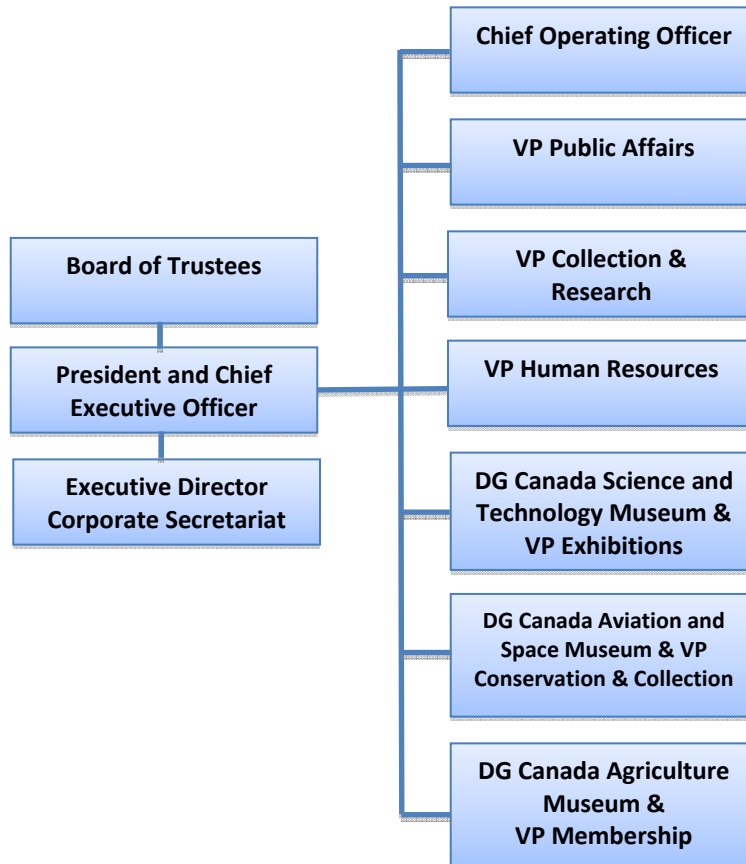 Board of Trustees
President and Chief
Executive Officer
Executive Director
Corporate Secretariat
Chief Operating Officer
VP Public Affairs
VP Collection &
Research
VP Human Resources
DG Canada Science and
Technology Museum &
VP Exhibitions
DG Canada Aviation and
Space Museum & VP
Conservation & Collection
DG Canada Agriculture
Museum &
VP Membership